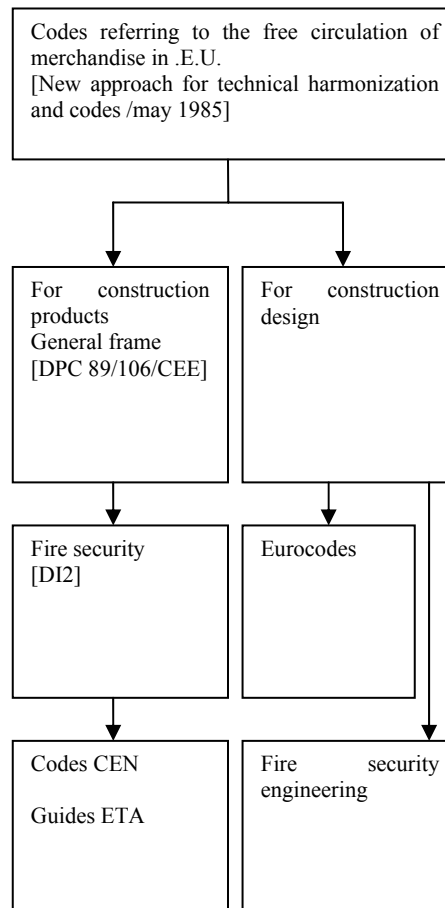 Codes referring to the free circulation of
merchandise in .E.U.
[New approach for technical harmonization
and codes /may 1985]
For construction
products
General frame
[DPC 89/106/CEE]
For construction
design
Fire security
[DI2]
Eurocodes
Codes CEN
Guides ETA
Fire security
engineering